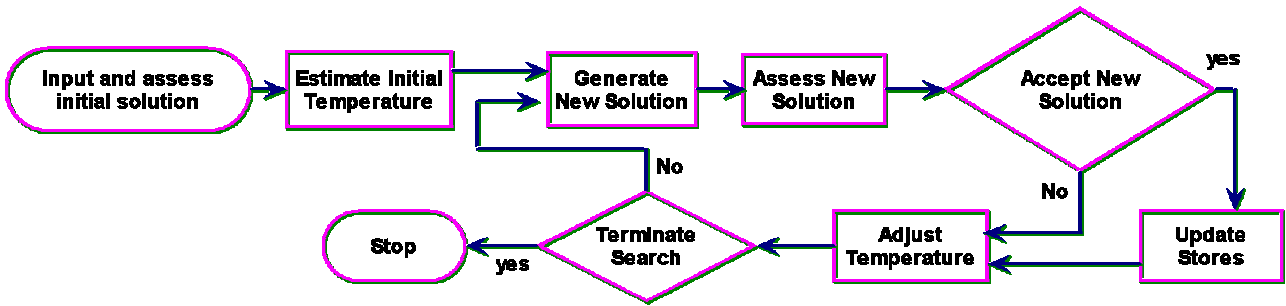 Input and assess
initial solution
Estimate Initial
Temperature
Generate
New Solution
Assess New
Solution
Accept New
Solution
yes
No
No
Update
Stores
Adjust
Temperature
Terminate
Search
yes
Stop